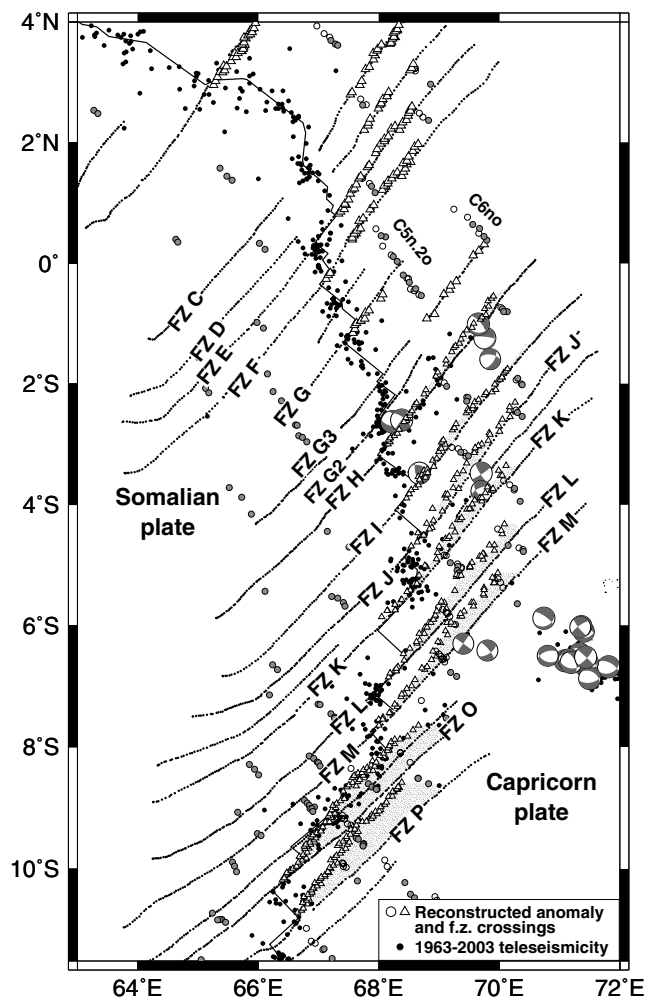 4˚N
2˚N
0˚
2˚S
4˚S
6˚S
8˚S
10˚S
64˚E
66˚E
68˚E
70˚E
72˚E
C6no
C5n.2o
FZ C
FZ D
FZ E
FZ F
FZ G
FZ G3
FZ G2
FZ H
FZ I
FZ J
FZ K
FZ L
FZ M
FZ J'
FZ K
FZ L
FZ M
FZ O
FZ P
Somalian
plate
Capricorn
plate
Reconstructed anomaly
and f.z. crossings
1963-2003 teleseismicity